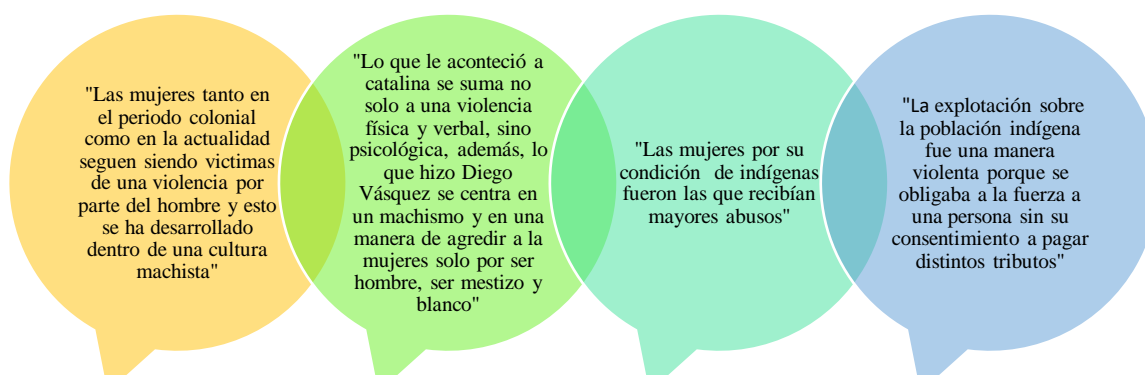 "Las mujeres tanto en
el periodo colonial
como en la actualidad
seguen siendo victimas
de una violencia por
parte del hombre y esto
se ha desarrollado
dentro de una cultura
machista"
"Lo que le aconteció a
catalina se suma no
solo a una violencia
física y verbal, sino
psicológica, además, lo
que hizo Diego
Vásquez se centra en
un machismo y en una
manera de agredir a la
mujeres solo por ser
hombre, ser mestizo y
blanco"
"Las mujeres por su
condición de indígenas
fueron las que recibían
mayores abusos"
"La explotación sobre
la población indígena
fue una manera
violenta porque se
obligaba a la fuerza a
una persona sin su
consentimiento a pagar
distintos tributos"